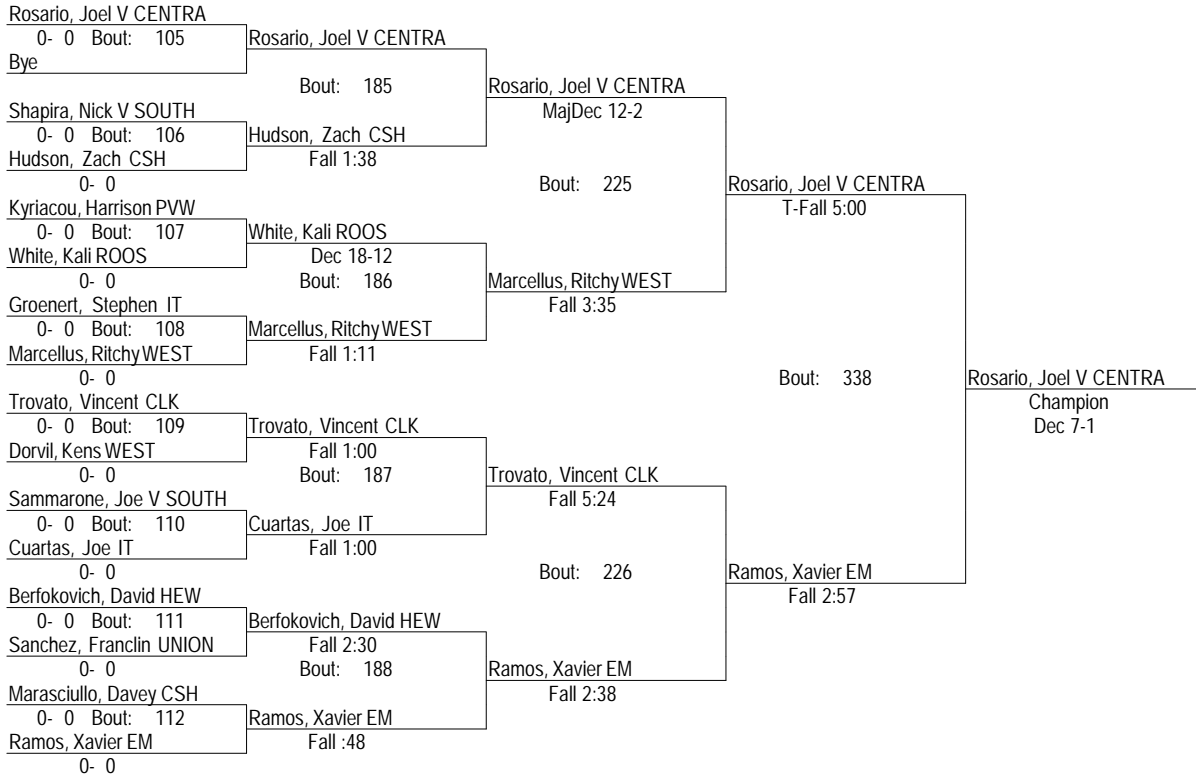 Rosario, Joel V CENTRA
0- 0 Bout: 105
Bye
Shapira, Nick V SOUTH
0- 0 Bout: 106
Hudson, Zach CSH
0- 0
Kyriacou, Harrison PVW
0- 0 Bout: 107
White, Kali ROOS
0- 0
Groenert, Stephen IT
0- 0 Bout: 108
Marcellus, Ritchy WEST
0- 0
Trovato, Vincent CLK
0- 0 Bout: 109
Dorvil, Kens WEST
0- 0
Sammarone, Joe V SOUTH
0- 0 Bout: 110
Cuartas, Joe IT
0- 0
Berfokovich, David HEW
0- 0 Bout: 111
Sanchez, Franclin UNION
0- 0
Marasciullo, Davey CSH
0- 0 Bout: 112
Ramos, Xavier EM
0- 0
Rosario, Joel V CENTRA
Bout: 185
Hudson, Zach CSH
Fall 1:38
White, Kali ROOS
Dec 18-12
Bout: 186
Marcellus, Ritchy WEST
Fall 1:11
Trovato, Vincent CLK
Fall 1:00
Bout: 187
Cuartas, Joe IT
Fall 1:00
Berfokovich, David HEW
Fall 2:30
Bout: 188
Ramos, Xavier EM
Fall :48
Rosario, Joel V CENTRA
MajDec 12-2
Bout: 225
Marcellus, Ritchy WEST
Fall 3:35
Trovato, Vincent CLK
Fall 5:24
Bout: 226
Ramos, Xavier EM
Fall 2:38
Rosario, Joel V CENTRA
T-Fall 5:00
Bout: 338
Ramos, Xavier EM
Fall 2:57
Rosario, Joel V CENTRA
Champion
Dec 7-1